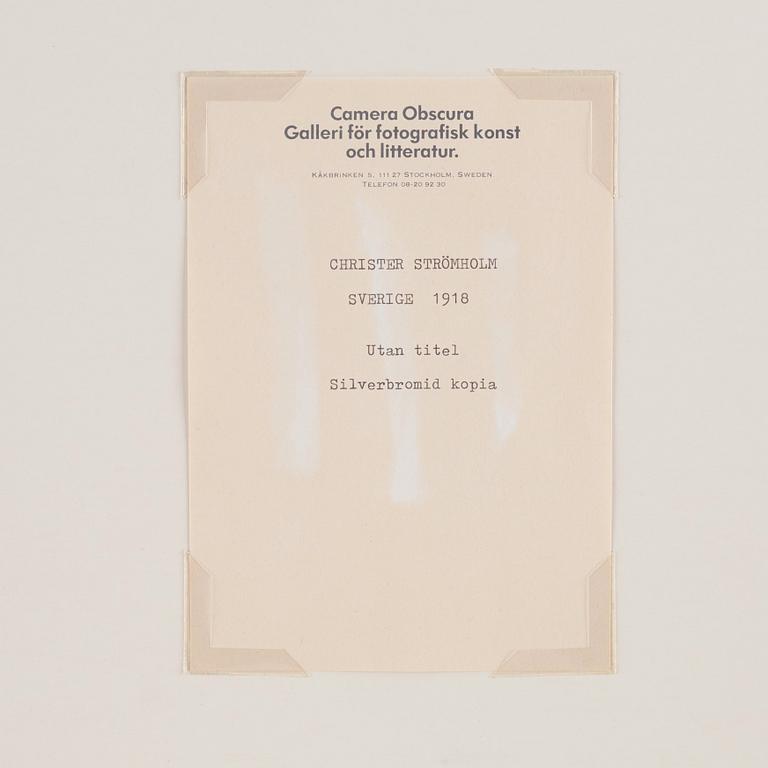 Camera Obscura
Galleri för fotografisk konst
och litteratur.
Kåkbrinken 5, 111 27 Stockholm, Sweden
Telefon 08-20 92 30
CHRISTER STRÖMHOLM
SVERIGE 1918
Utan titel
Silverbromid kopia